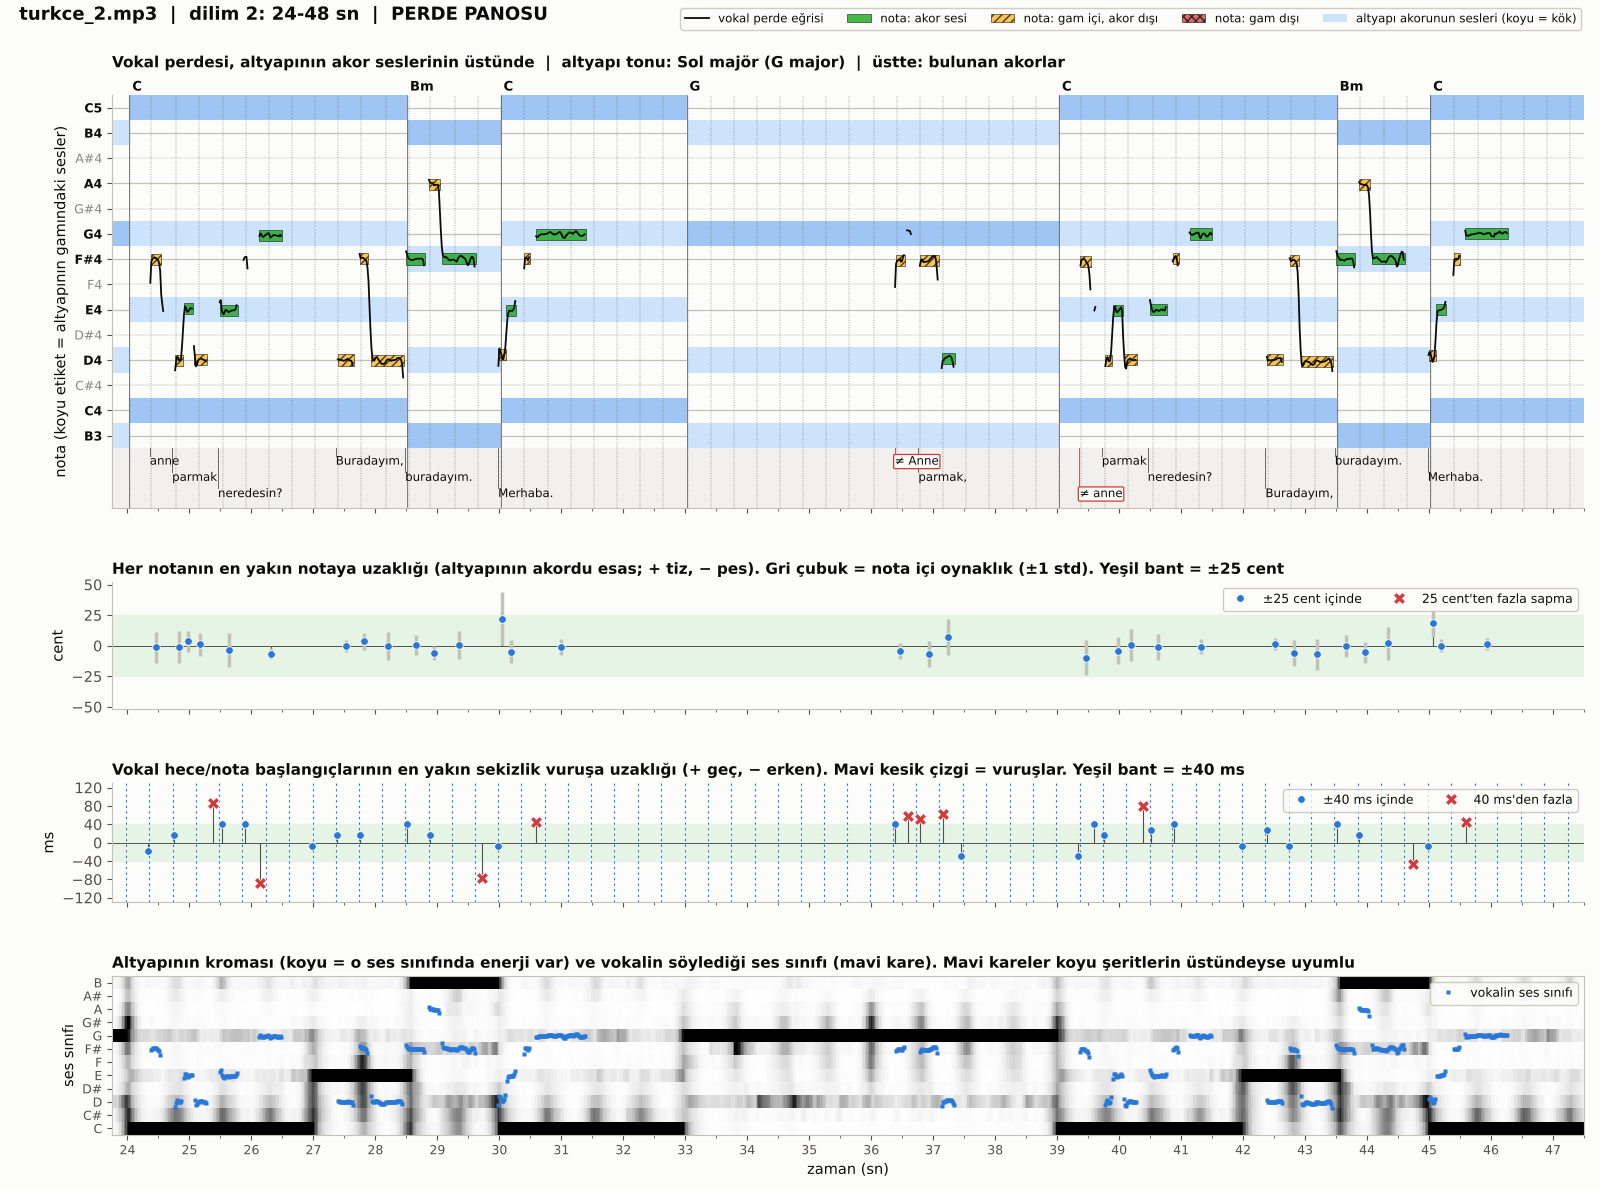 turkce_2.mp3 | dilim 2: 24-48 sn | PERDE PANOSU
vokal perde eğrisi
nota: akor sesi
nota: gam içi, akor dışı
nota: gam dışı
altyapı akorunun sesleri (koyu = kök)
Vokal perdesi, altyapının akor seslerinin üstünde | altyapı tonu: Sol majör (G major) | üstte: bulunan akorlar
C Bm C G C Bm C
nota (koyu etiket = altyapının gamındaki sesler)
C5
B4
A#4
A4
G#4
G4
F#4
F4
E4
D#4
D4
C#4
C4
B3
anne Buradayım, ≠ Anne parmak buradayım.
parmak buradayım. parmak, neredesin? Merhaba.
neredesin? Merhaba. ≠ anne Buradayım,
Her notanın en yakın notaya uzaklığı (altyapının akordu esas; + tiz, − pes). Gri çubuk = nota içi oynaklık (±1 std). Yeşil bant = ±25 cent
cent
50
25
0
−25
−50
±25 cent içinde
25 cent'ten fazla sapma
Vokal hece/nota başlangıçlarının en yakın sekizlik vuruşa uzaklığı (+ geç, − erken). Mavi kesik çizgi = vuruşlar. Yeşil bant = ±40 ms
ms
120
80
40
0
−40
−80
−120
±40 ms içinde
40 ms'den fazla
Altyapının kroması (koyu = o ses sınıfında enerji var) ve vokalin söylediği ses sınıfı (mavi kare). Mavi kareler koyu şeritlerin üstündeyse uyumlu
ses sınıfı
B
A#
A
G#
G
F#
F
E
D#
D
C#
C
vokalin ses sınıfı
24 25 26 27 28 29 30 31 32 33 34 35 36 37 38 39 40 41 42 43 44 45 46 47
zaman (sn)